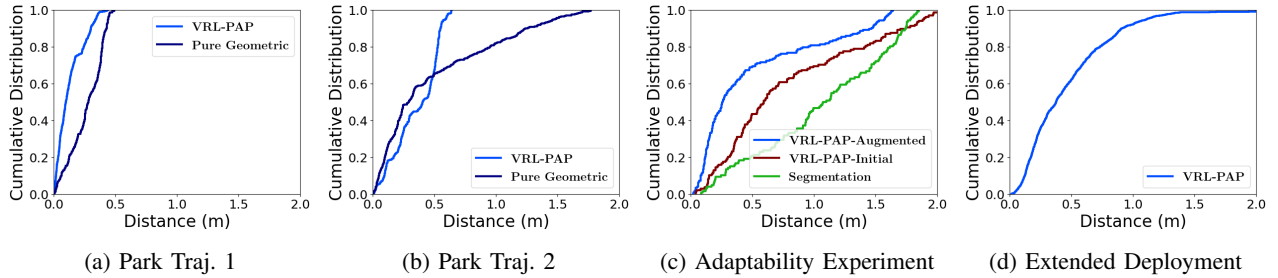 Cumulative Distribution
1.0
0.8
0.6
0.4
0.2
0.0
0.0 0.5 1.0 1.5 2.0
Distance (m)
VRL-PAP
Pure Geometric
(a) Park Traj. 1
Cumulative Distribution
1.0
0.8
0.6
0.4
0.2
0.0
0.0 0.5 1.0 1.5 2.0
Distance (m)
VRL-PAP
Pure Geometric
(b) Park Traj. 2
Cumulative Distribution
1.0
0.8
0.6
0.4
0.2
0.0
0.0 0.5 1.0 1.5 2.0
Distance (m)
VRL-PAP-Augmented
VRL-PAP-Initial
Segmentation
(c) Adaptability Experiment
Cumulative Distribution
1.0
0.8
0.6
0.4
0.2
0.0
0.0 0.5 1.0 1.5 2.0
Distance (m)
VRL-PAP
(d) Extended Deployment